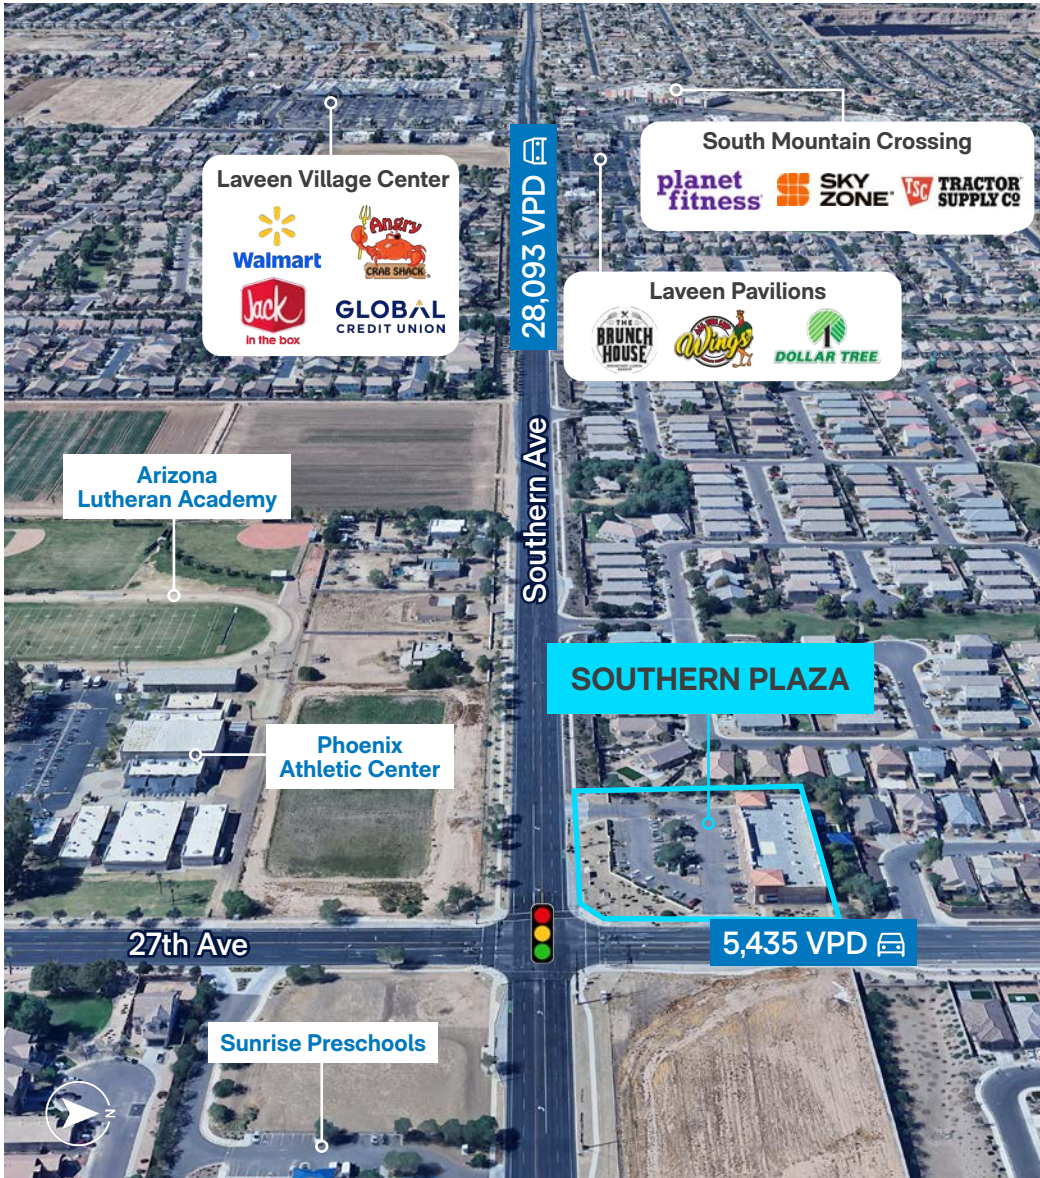 South Mountain Crossing
planet
fitness
SKY
ZONE
TSC
TRACTOR
SUPPLY CO
Laveen Village Center
Walmart
Angry
CRAB SHACK
Jack
in the box
GLOBAL
CREDIT UNION
28,093 VPD
Laveen Pavilions
THE
BRUNCH
HOUSE
Wings
DOLLAR TREE
Arizona
Lutheran Academy
Southern Ave
SOUTHERN PLAZA
Phoenix
Athletic Center
27th Ave
5,435 VPD
Sunrise Preschools
N